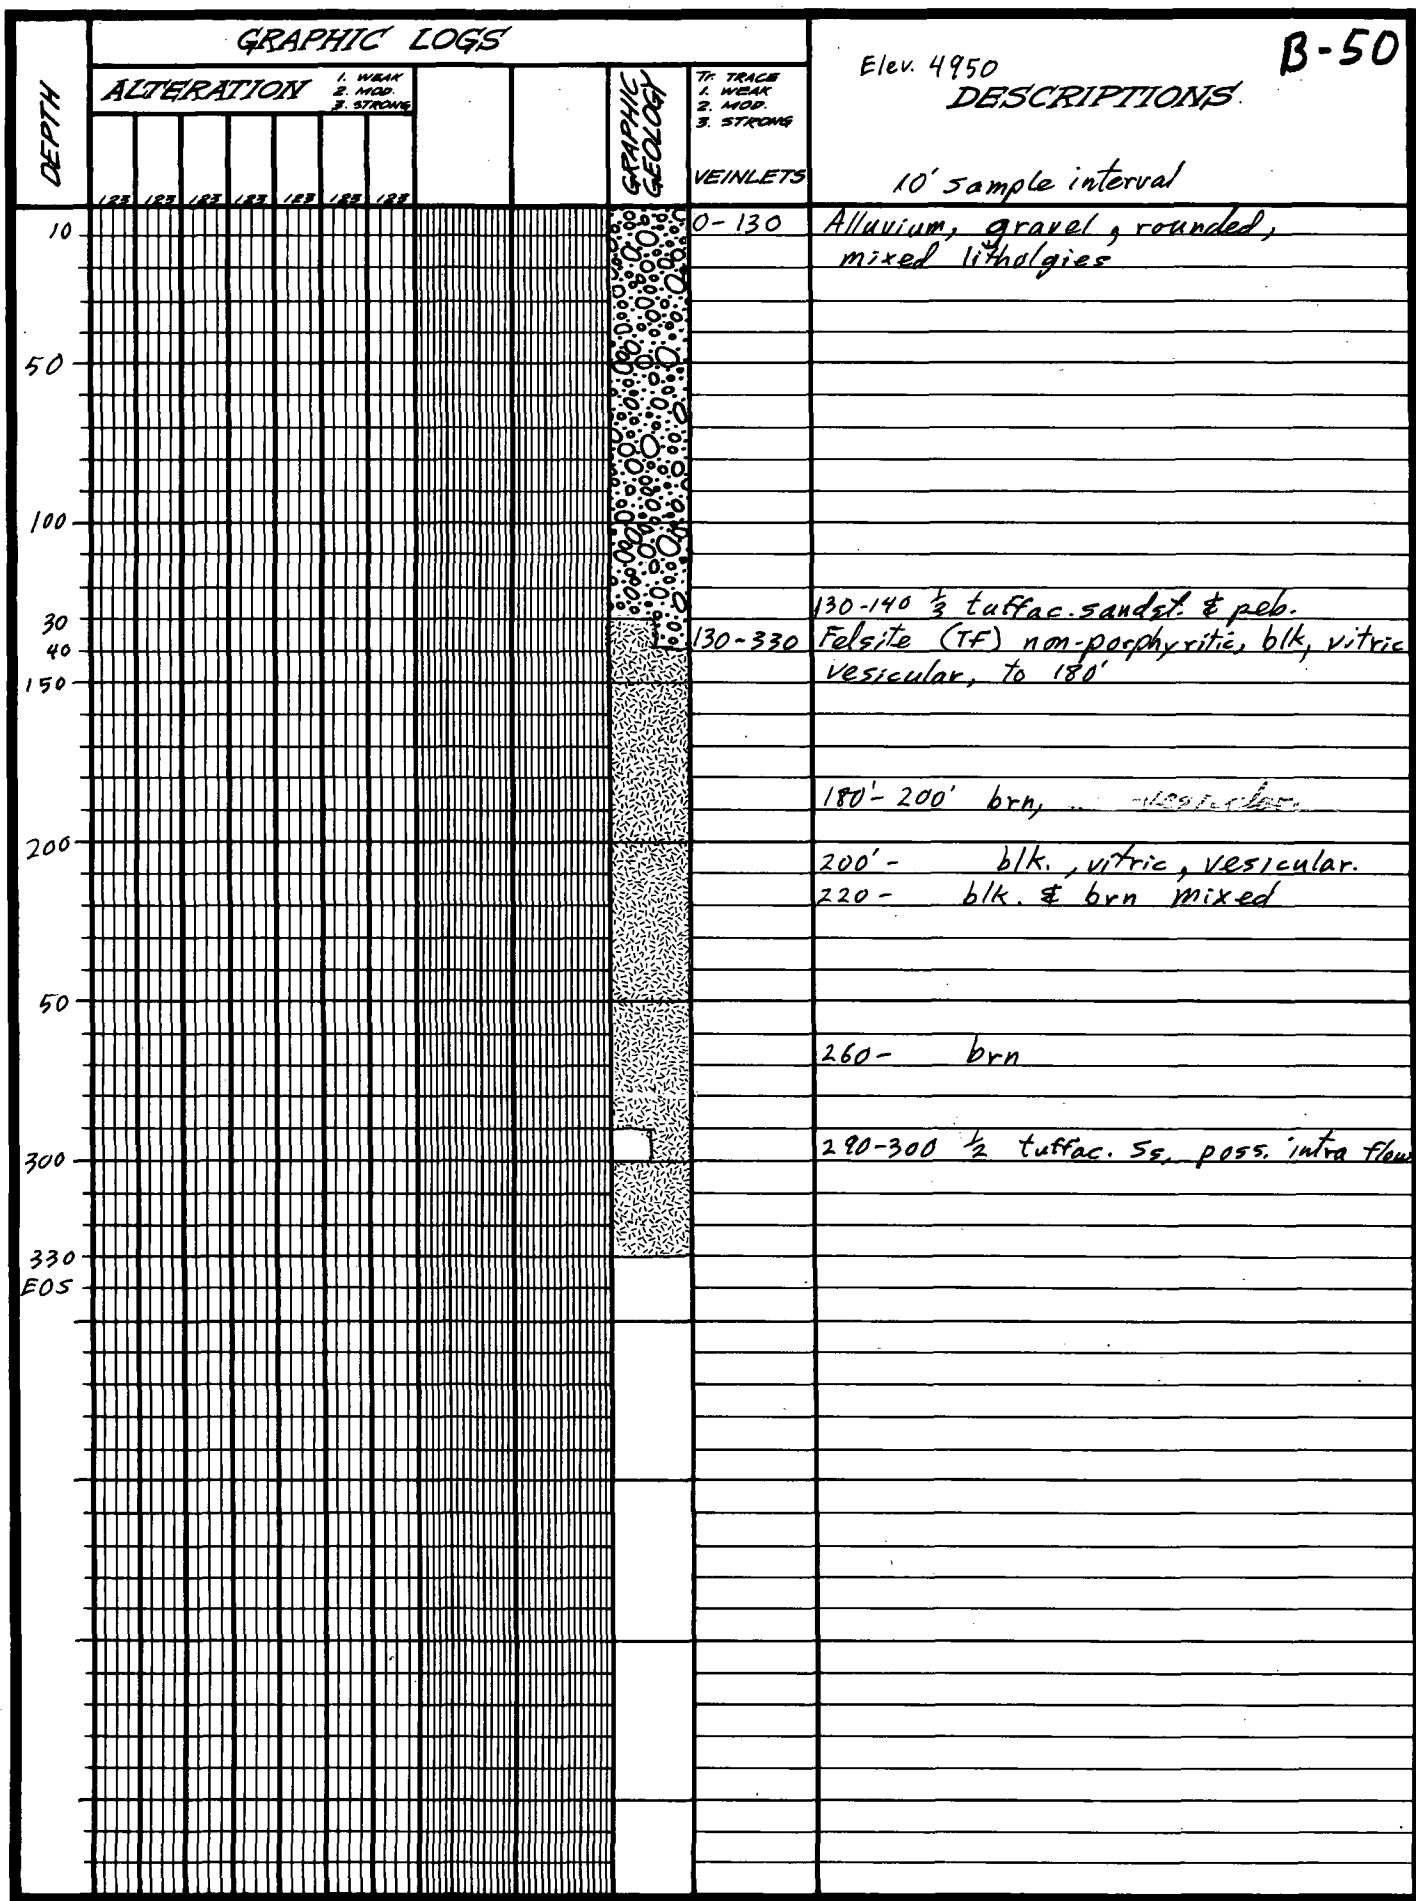 GRAPHIC LOGS
B-50
Elev. 4950
DESCRIPTIONS
10' sample interval
DEPTH
ALTERATION
1. WEAK
2. MOD.
3. STRONG
GRAPHIC
GEOLOGY
Tr. TRACE
1. WEAK
2. MOD.
3. STRONG
VEINLETS
123 123 123 123 123 123 123
10
0-130 Alluvium, gravel, rounded,
mixed litholgies
50
100
130-140 1/3 tuffac. sandst. & peb.
30
130-330 Felsite (TF) non-porphyritic, blk, vitric
40
vesicular, to 180'
150
180'-200' brn, vesicular.
200
200'- blk., vitric, vesicular.
220- blk. & brn mixed
50
260- brn
290-300 1/2 tuffac. Ss, poss. intra flow
300
330
EOS